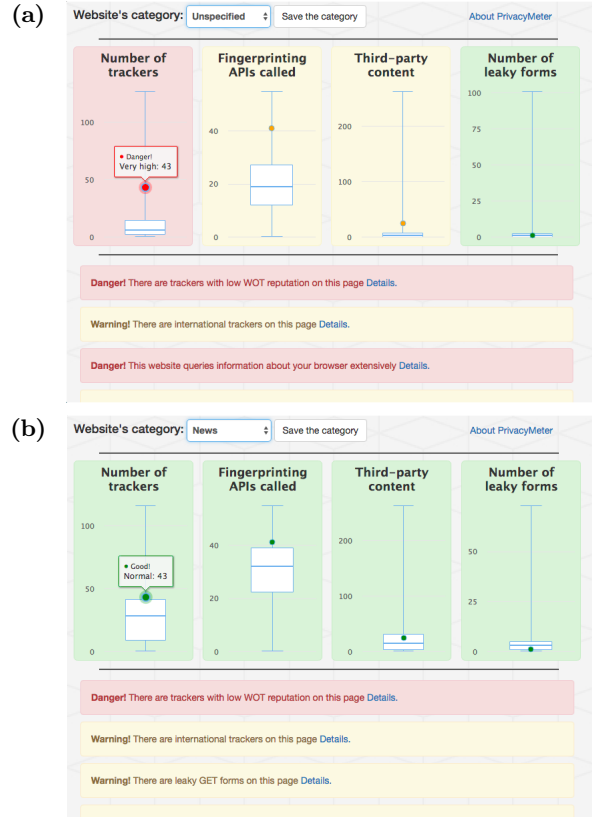 (a)
Website's category: Unspecified Save the category About PrivacyMeter
Number of trackers
100
50
0
Danger!
Very high: 43
Fingerprinting APIs called
40
20
0
Third-party content
200
100
0
Number of leaky forms
100
75
50
25
0
Danger! There are trackers with low WOT reputation on this page Details.
Warning! There are international trackers on this page Details.
Danger! This website queries information about your browser extensively Details.
(b)
Website's category: News Save the category About PrivacyMeter
Number of trackers
100
50
0
Good!
Normal: 43
Fingerprinting APIs called
40
20
0
Third-party content
200
100
0
Number of leaky forms
50
25
0
Danger! There are trackers with low WOT reputation on this page Details.
Warning! There are international trackers on this page Details.
Warning! There are leaky GET forms on this page Details.